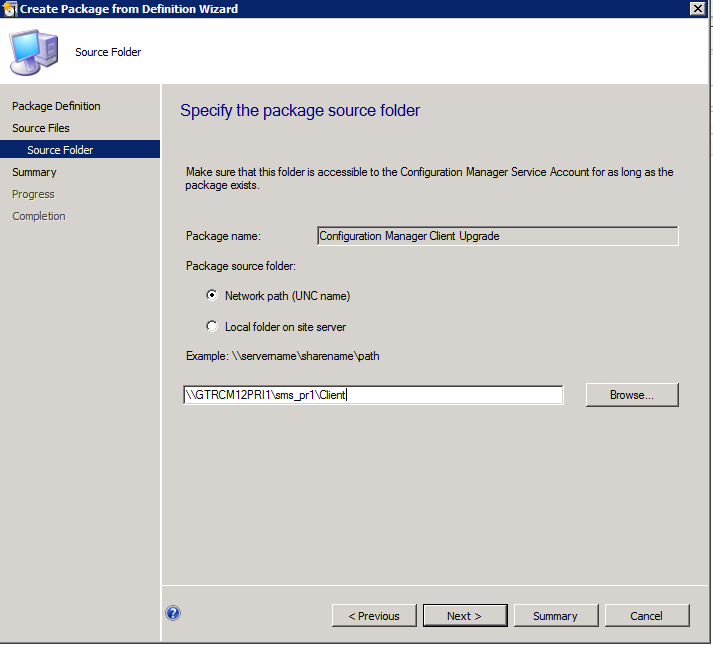 Create Package from Definition Wizard
Source Folder
Package Definition
Source Files
Source Folder
Summary
Progress
Completion
Specify the package source folder
Make sure that this folder is accessible to the Configuration Manager Service Account for as long as the
package exists.
Package name: Configuration Manager Client Upgrade
Package source folder:
Network path (UNC name)
Local folder on site server
Example: \\servername\sharename\path
\\GTRCM12PRI1\sms_pr1\Client
Browse...
< Previous Next > Summary Cancel